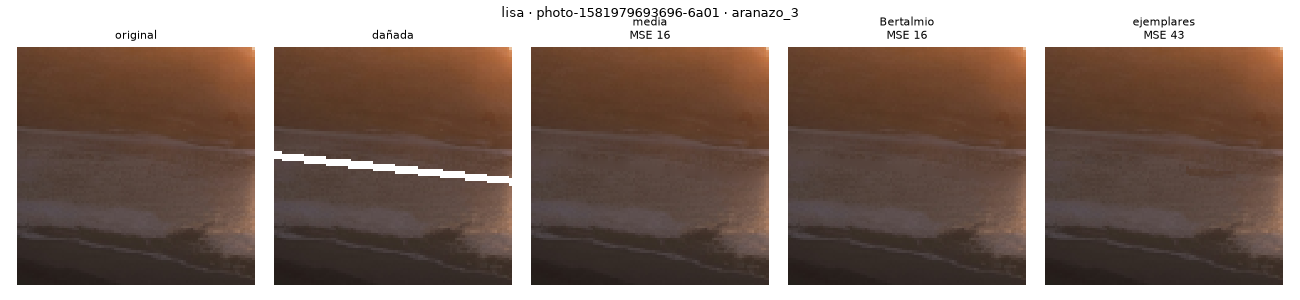 lisa · photo-1581979693696-6a01 · aranazo_3
original
dañada
media
MSE 16
Bertalmio
MSE 16
ejemplares
MSE 43